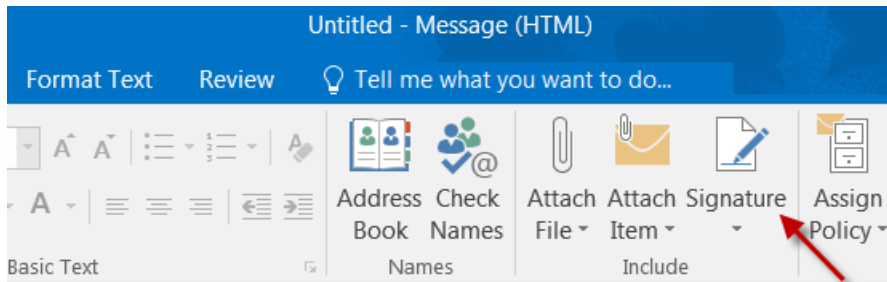 Untitled - Message (HTML)
Format Text Review Tell me what you want to do...
Address Book
Check Names
Attach File
Attach Item
Signature
Assign Policy
Basic Text Names Include